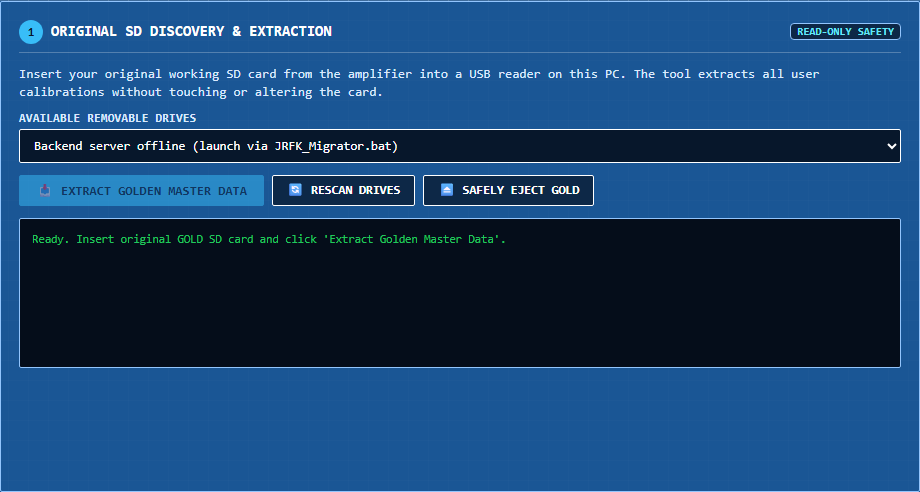 1 ORIGINAL SD DISCOVERY & EXTRACTION
READ-ONLY SAFETY
Insert your original working SD card from the amplifier into a USB reader on this PC. The tool extracts all user
calibrations without touching or altering the card.
AVAILABLE REMOVABLE DRIVES
Backend server offline (launch via JRFK_Migrator.bat)
EXTRACT GOLDEN MASTER DATA
RESCAN DRIVES
SAFELY EJECT GOLD
Ready. Insert original GOLD SD card and click 'Extract Golden Master Data'.